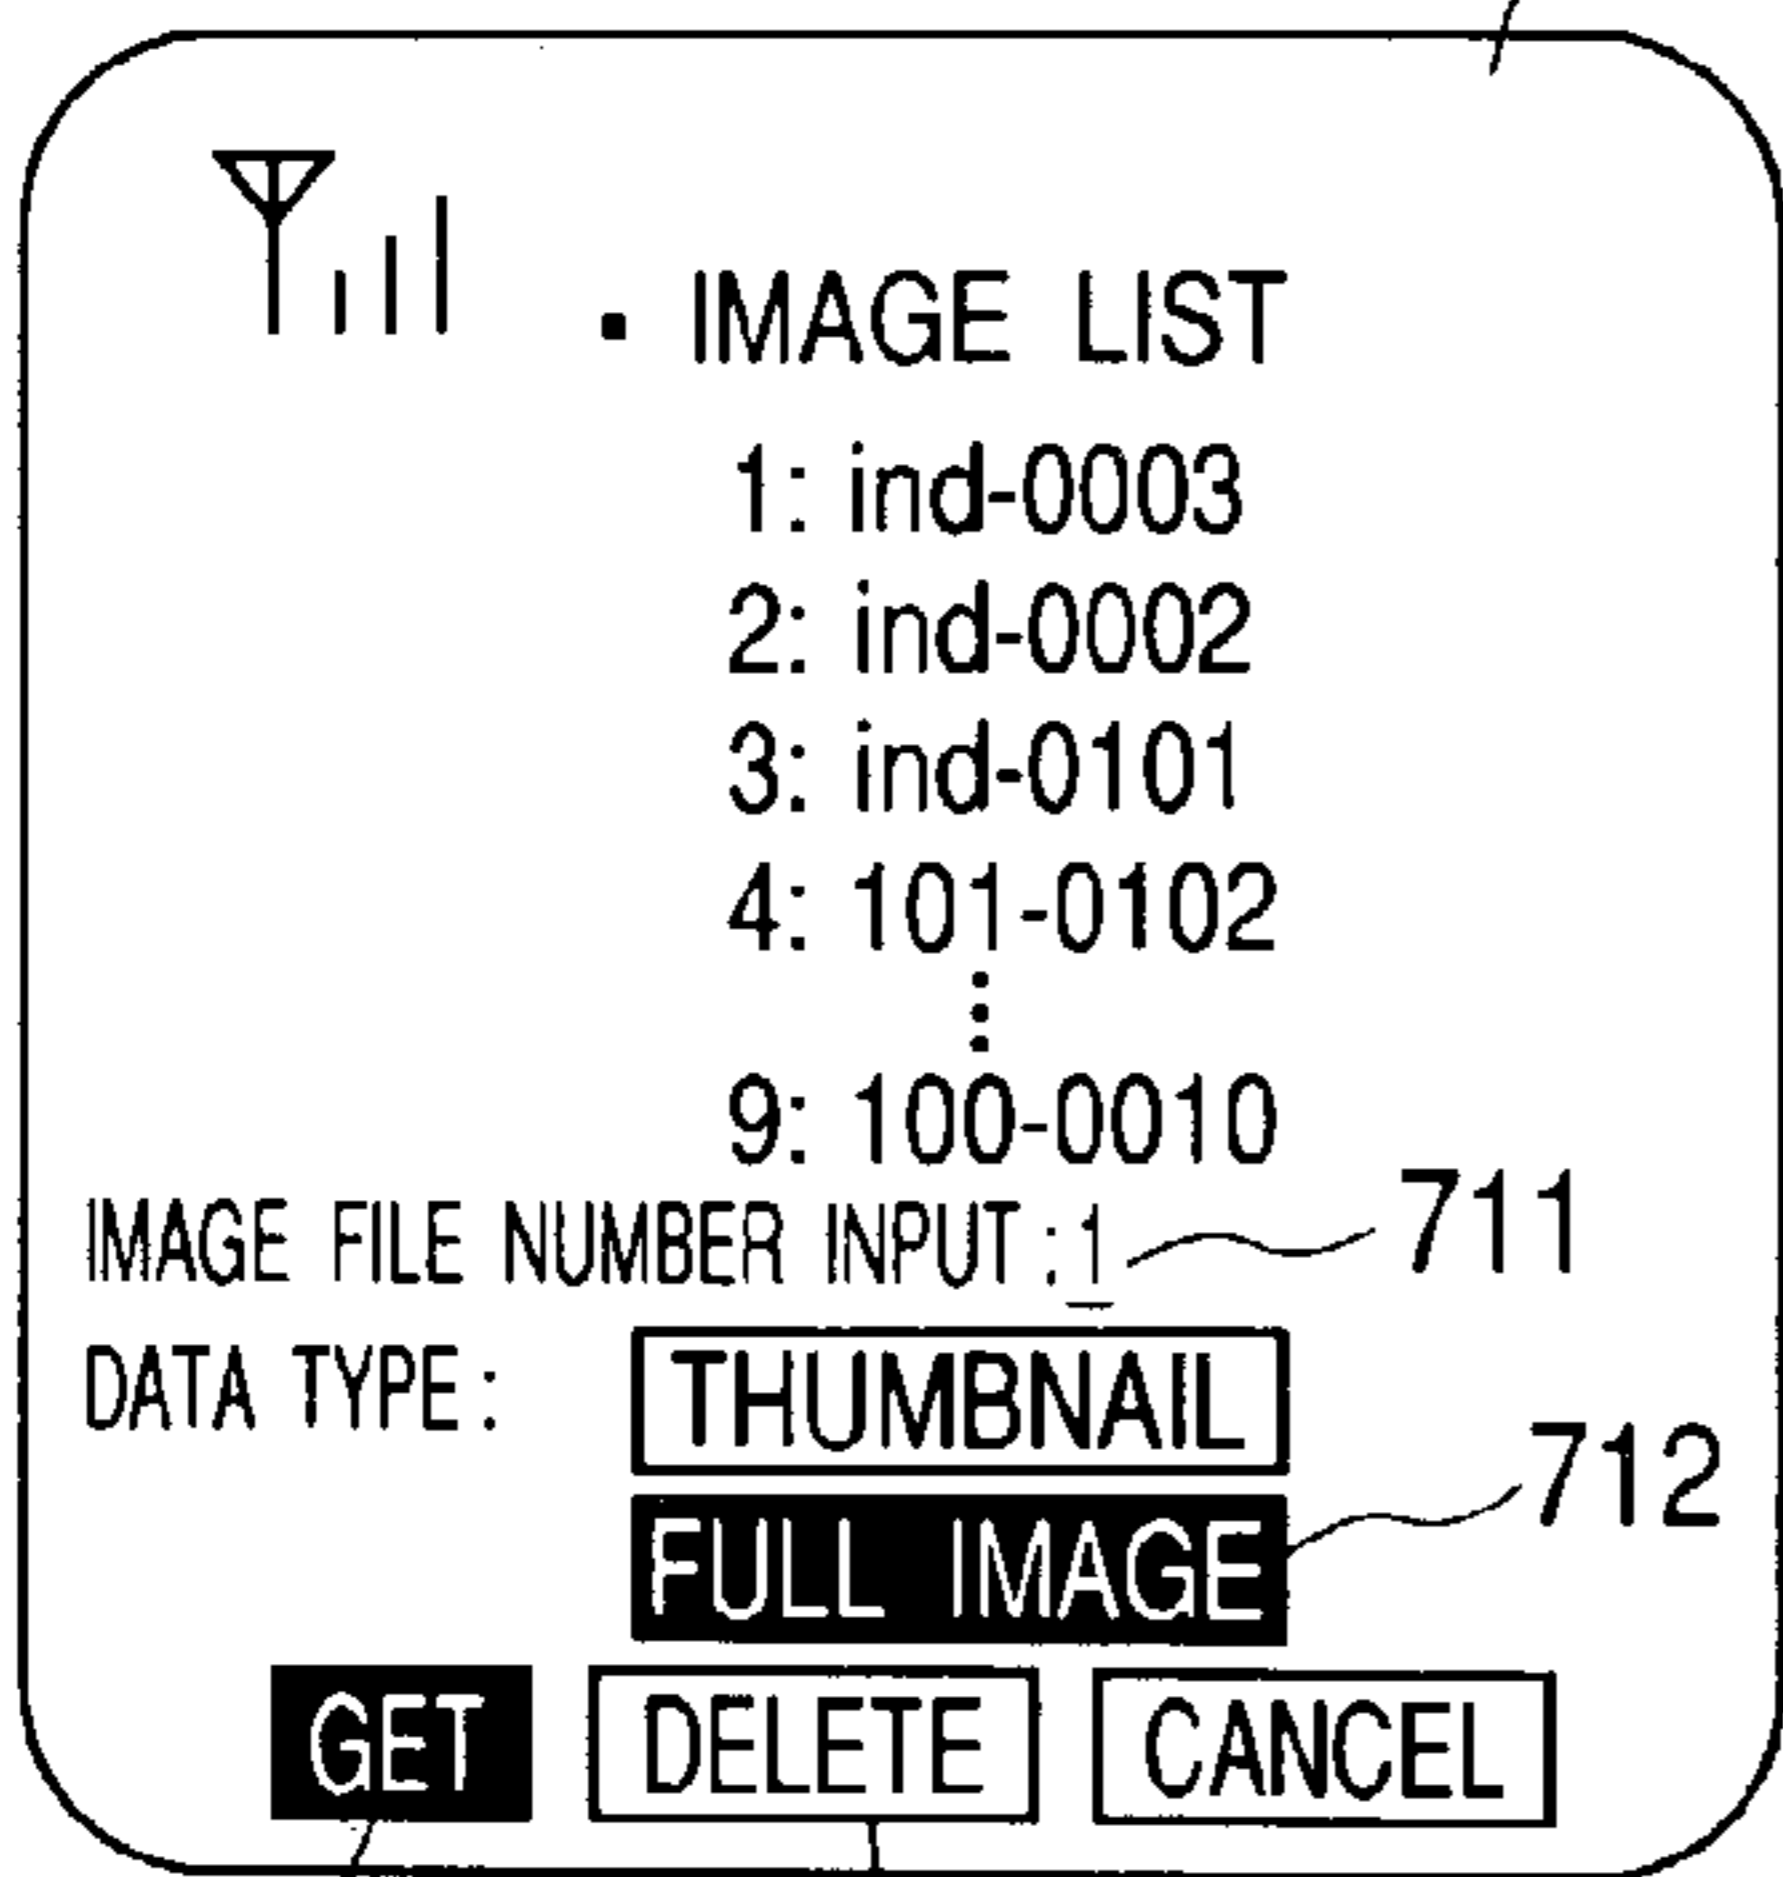 · IMAGE LIST
1: ind-0003
2: ind-0002
3: ind-0101
4: 101-0102
⋮
9: 100-0010
IMAGE FILE NUMBER INPUT : 1 711
DATA TYPE : THUMBNAIL
712
FULL IMAGE
GET DELETE CANCEL